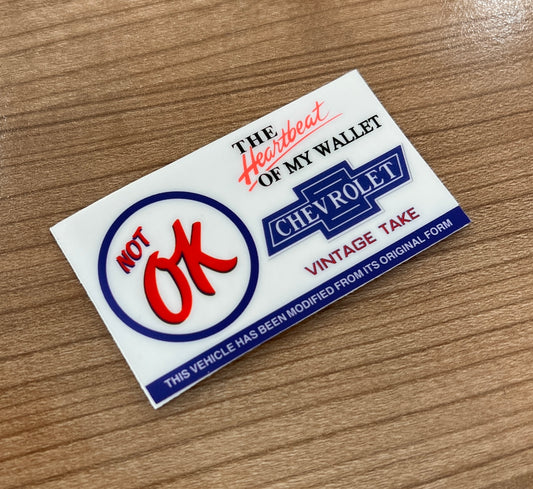 THE
Heartbeat
OF MY WALLET
CHEVROLET
VINTAGE TAKE
NOT
OK
THIS VEHICLE HAS BEEN MODIFIED FROM ITS ORIGINAL FORM